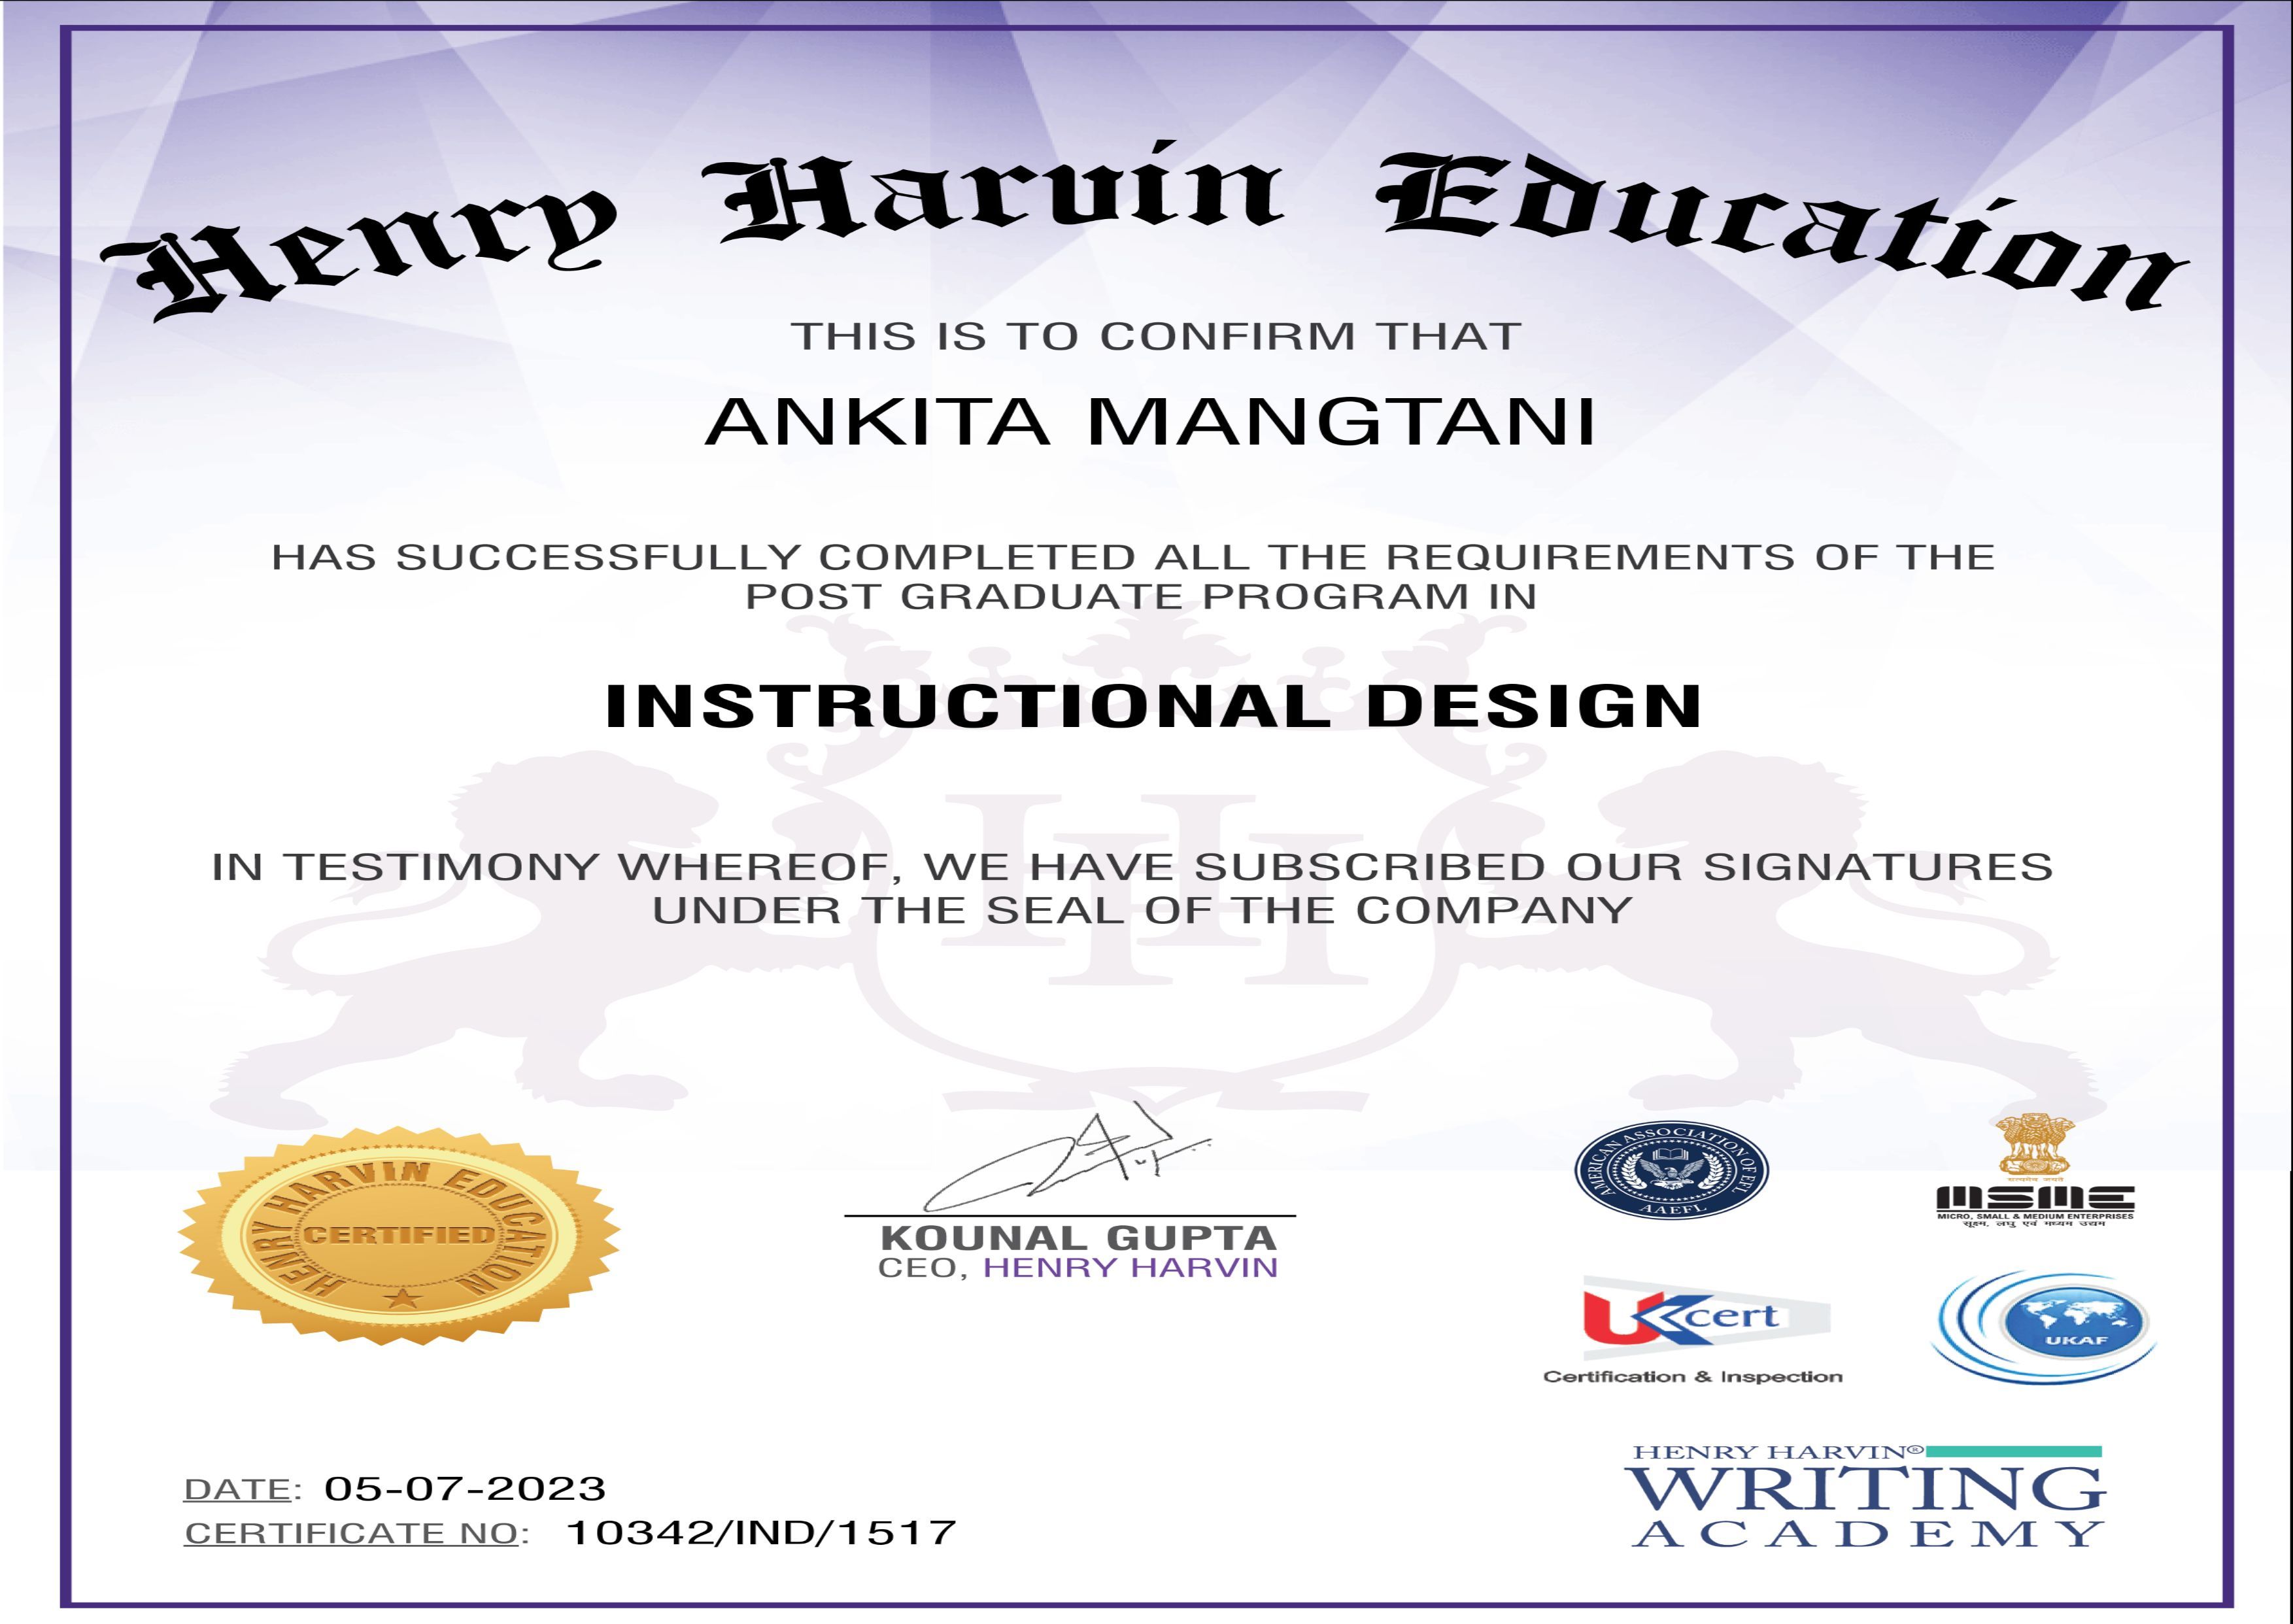 Henry Harvin Education
THIS IS TO CONFIRM THAT
ANKITA MANGTANI
HAS SUCCESSFULLY COMPLETED ALL THE REQUIREMENTS OF THE
POST GRADUATE PROGRAM IN
INSTRUCTIONAL DESIGN
HH
IN TESTIMONY WHEREOF, WE HAVE SUBSCRIBED OUR SIGNATURES
UNDER THE SEAL OF THE COMPANY
HENRY HARVIN EDUCATION
CERTIFIED
KOUNAL GUPTA
CEO, HENRY HARVIN
AMERICAN ASSOCIATION OF EFL
AAEFL
सत्यमेव जयते
MSME
MICRO, SMALL & MEDIUM ENTERPRISES
सूक्ष्म, लघु एवं मध्यम उद्यम
UKcert
Certification & Inspection
UKAF
DATE: 05-07-2023
CERTIFICATE NO: 10342/IND/1517
HENRY HARVIN®
WRITING
ACADEMY